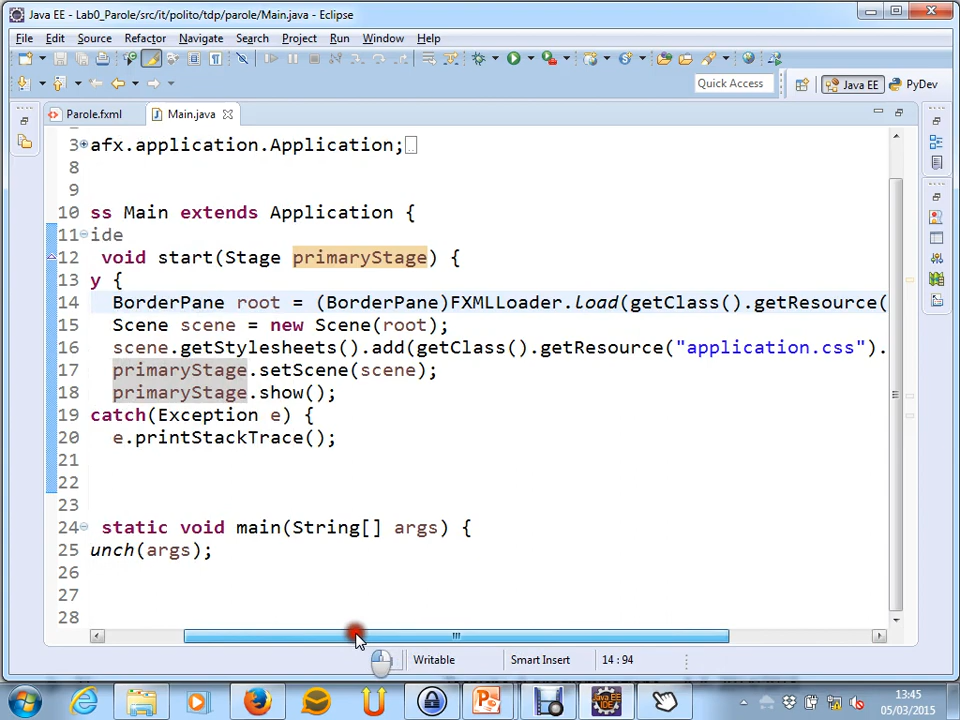 Java EE - Lab0_Parole/src/it/polito/tdp/parole/Main.java - Eclipse
File Edit Source Refactor Navigate Search Project Run Window Help
Quick Access Java EE PyDev
Parole.fxml Main.java
3 afx.application.Application;
8
9
10 ss Main extends Application {
11 ide
12 void start(Stage primaryStage) {
13 y {
14 BorderPane root = (BorderPane)FXMLLoader.load(getClass().getResource(
15 Scene scene = new Scene(root);
16 scene.getStylesheets().add(getClass().getResource("application.css").
17 primaryStage.setScene(scene);
18 primaryStage.show();
19 catch(Exception e) {
20 e.printStackTrace();
21
22
23
24 static void main(String[] args) {
25 unch(args);
26
27
28
Writable Smart Insert 14 : 94
13:45
05/03/2015